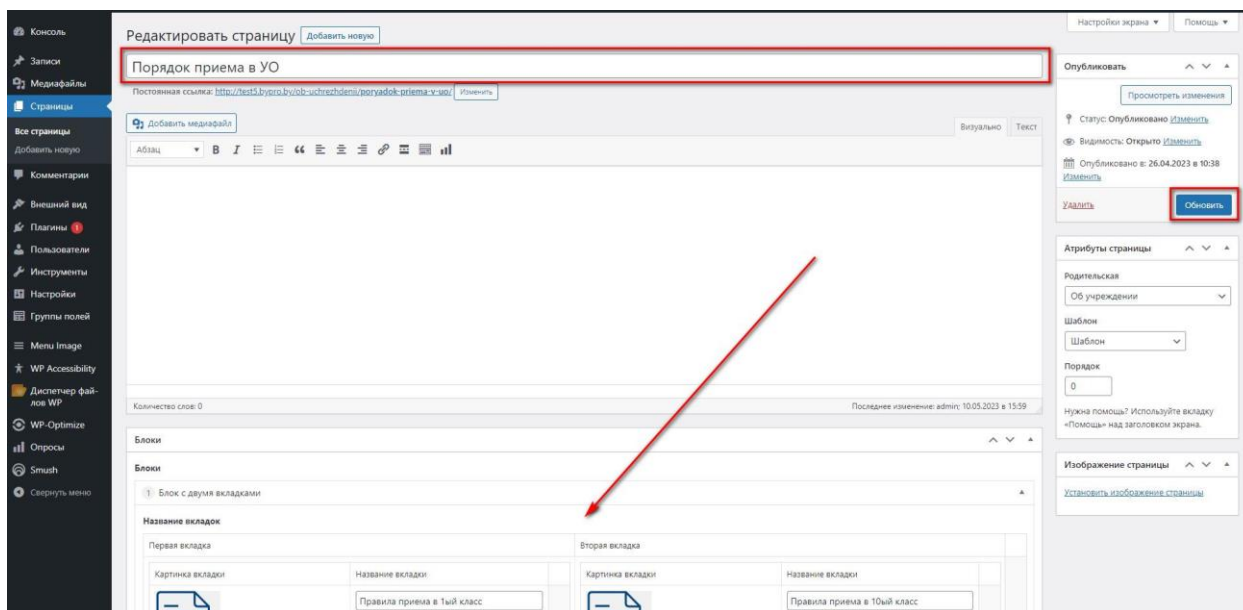 Консоль
Записи
Медиафайлы
Страницы
Все страницы
Добавить новую
Комментарии
Внешний вид
Плагины 1
Пользователи
Инструменты
Настройки
Группы полей
Menu Image
WP Accessibility
Диспетчер фай-
лов WP
WP-Optimize
Опросы
Smush
Свернуть меню
Настройки экрана
Помощь
Редактировать страницу Добавить новую
Порядок приема в УО
Постоянная ссылка: http://test5.bypro.by/ob-uchrezhdenii/poryadok-priema-v-uo/ Изменить
Добавить медиафайл
Визуально Текст
Абзац
Количество слов: 0
Последнее изменение: admin; 10.05.2023 в 15:59
Блоки
Блоки
1 Блок с двумя вкладками
Название вкладок
Первая вкладка
Вторая вкладка
Картинка вкладки
Название вкладки
Картинка вкладки
Название вкладки
Правила приема в 1ый класс
Правила приема в 10ый класс
Опубликовать
Просмотреть изменения
Статус: Опубликовано Изменить
Видимость: Открыто Изменить
Опубликовано в: 26.04.2023 в 10:38
Изменить
Удалить
Обновить
Атрибуты страницы
Родительская
Об учреждении
Шаблон
Шаблон
Порядок
0
Нужна помощь? Используйте вкладку
«Помощь» над заголовком экрана.
Изображение страницы
Установить изображение страницы